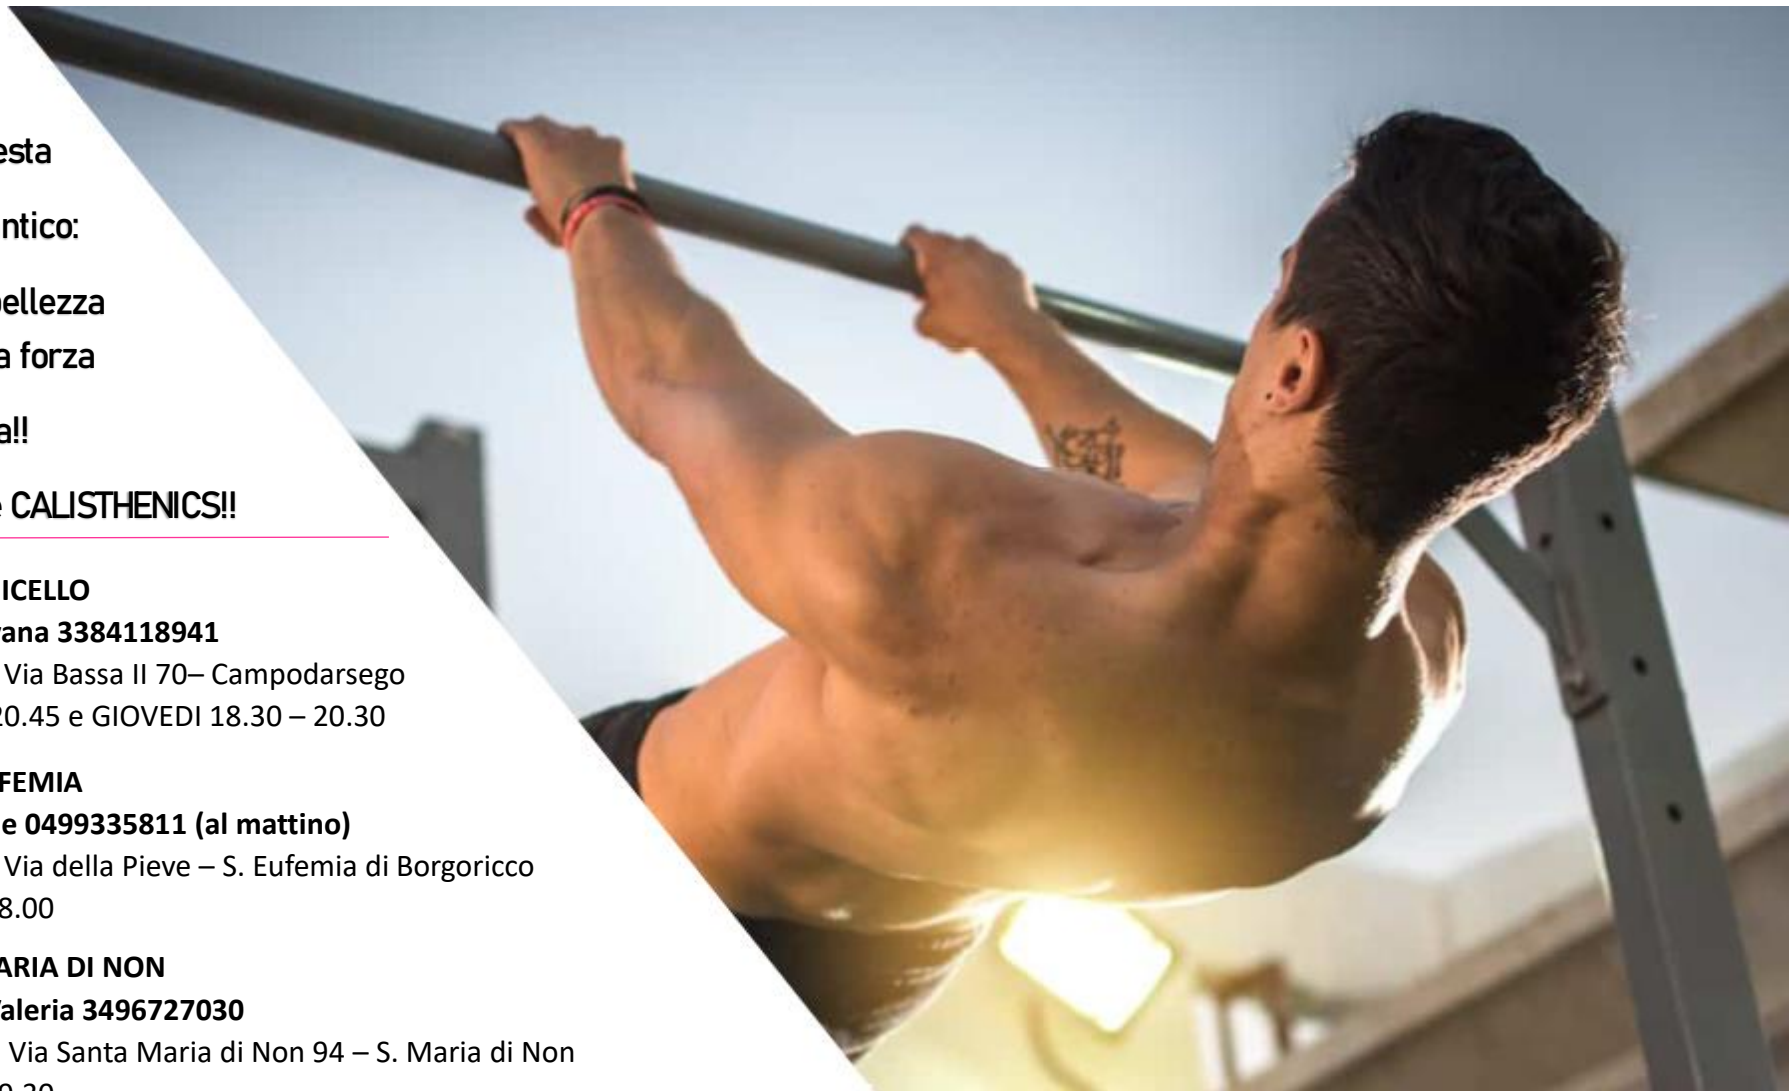 esta
ntico:
ellezza
a forza
a!!
e CALISTHENICS!!
ICELLO
ana 3384118941
Via Bassa II 70– Campodarsego
20.45 e GIOVEDI 18.30 – 20.30
FEMIA
e 0499335811 (al mattino)
Via della Pieve – S. Eufemia di Borgoricco
8.00
ARIA DI NON
Valeria 3496727030
Via Santa Maria di Non 94 – S. Maria di Non